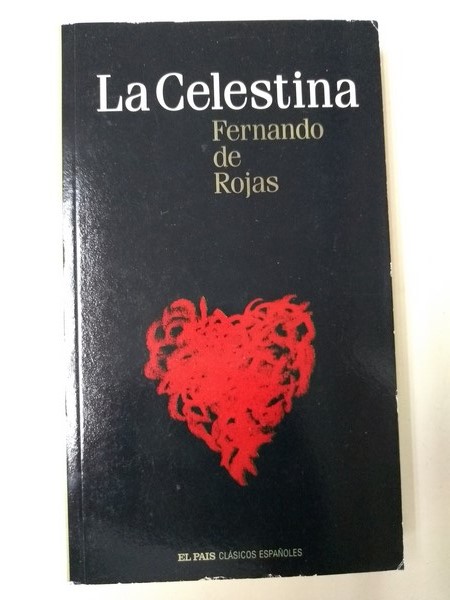 La Celestina
Fernando
de
Rojas
EL PAIS CLÁSICOS ESPAÑOLES